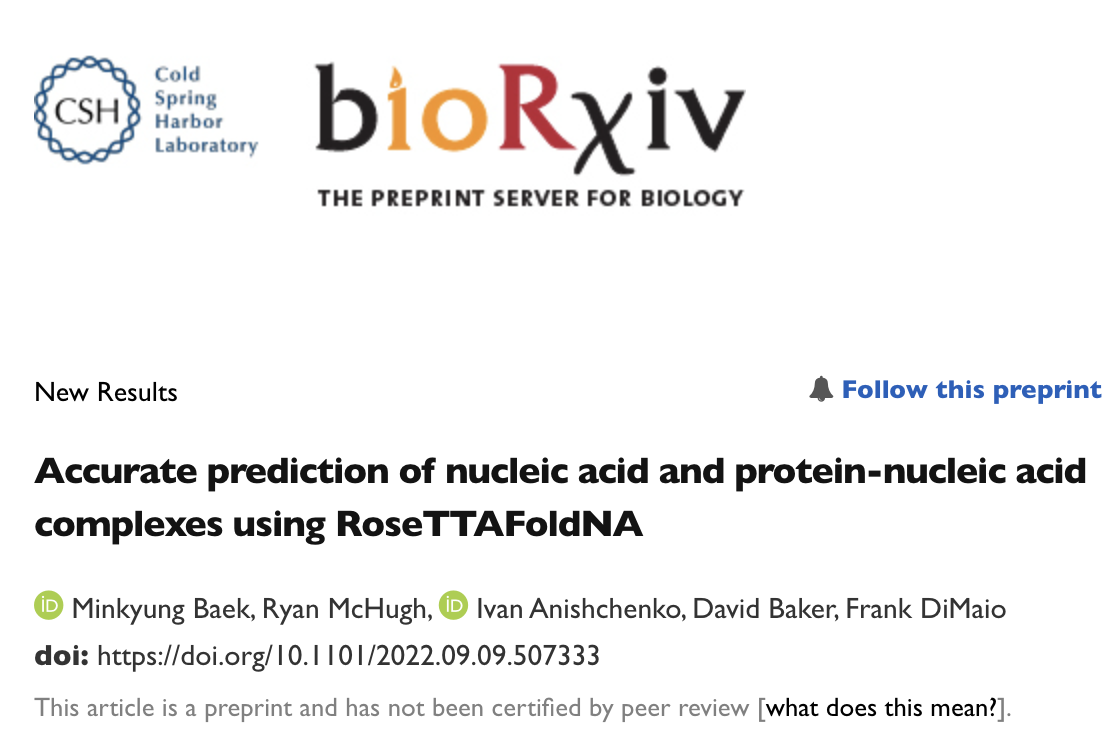 CSH
Cold
Spring
Harbor
Laboratory
bioRχiv
THE PREPRINT SERVER FOR BIOLOGY
New Results
Follow this preprint
Accurate prediction of nucleic acid and protein-nucleic acid
complexes using RoseTTAFoldNA
iD Minkyung Baek, Ryan McHugh, iD Ivan Anishchenko, David Baker, Frank DiMaio
doi: https://doi.org/10.1101/2022.09.09.507333
This article is a preprint and has not been certified by peer review [what does this mean?].